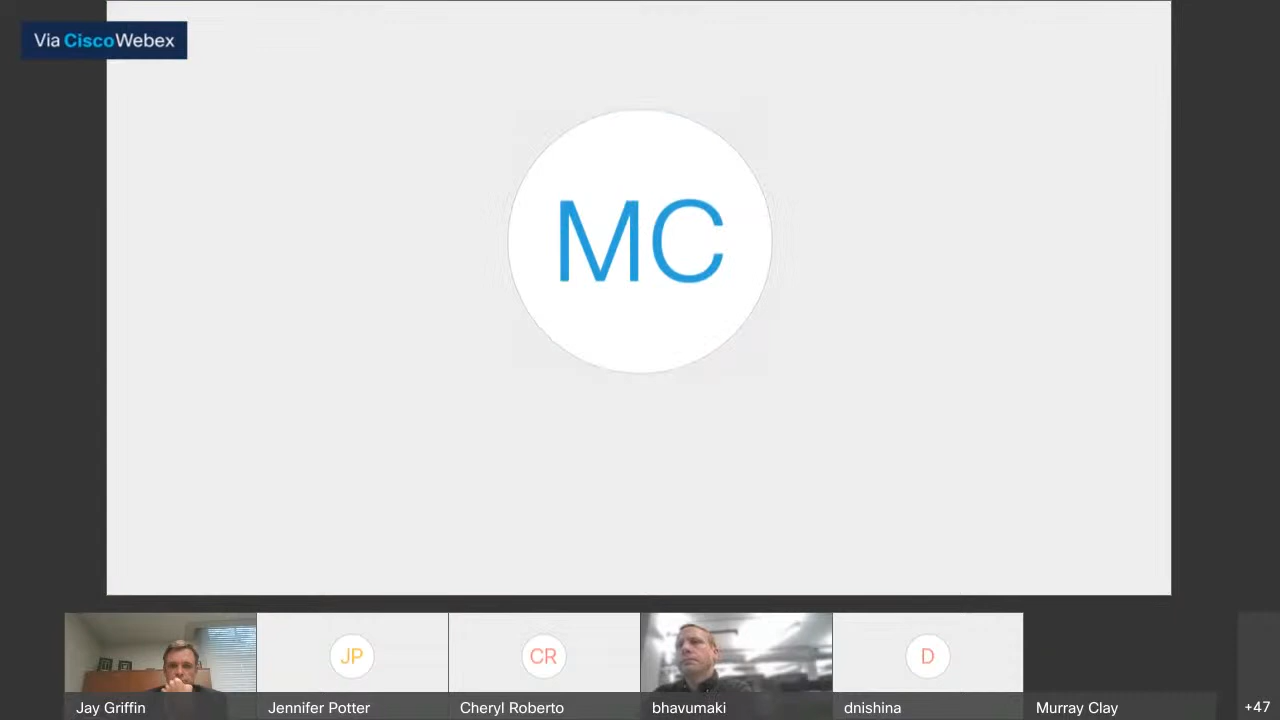 Via CiscoWebex
MC
JP
CR
D
Jay Griffin
Jennifer Potter
Cheryl Roberto
bhavumaki
dnishina
Murray Clay
+47